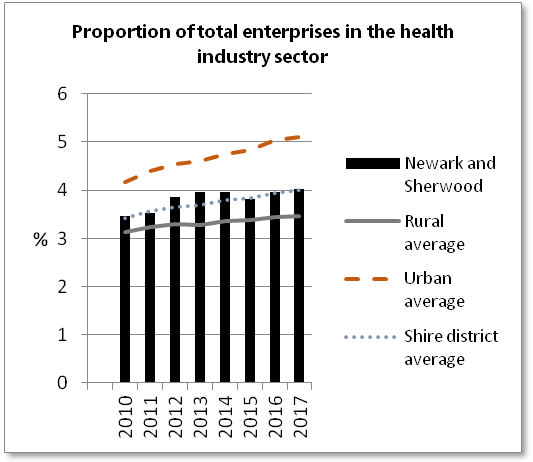 Proportion of total enterprises in the health
industry sector
6
5
4
3
2
1
0
%
2010
2011
2012
2013
2014
2015
2016
2017
Newark and
Sherwood
Rural
average
Urban
average
Shire district
average